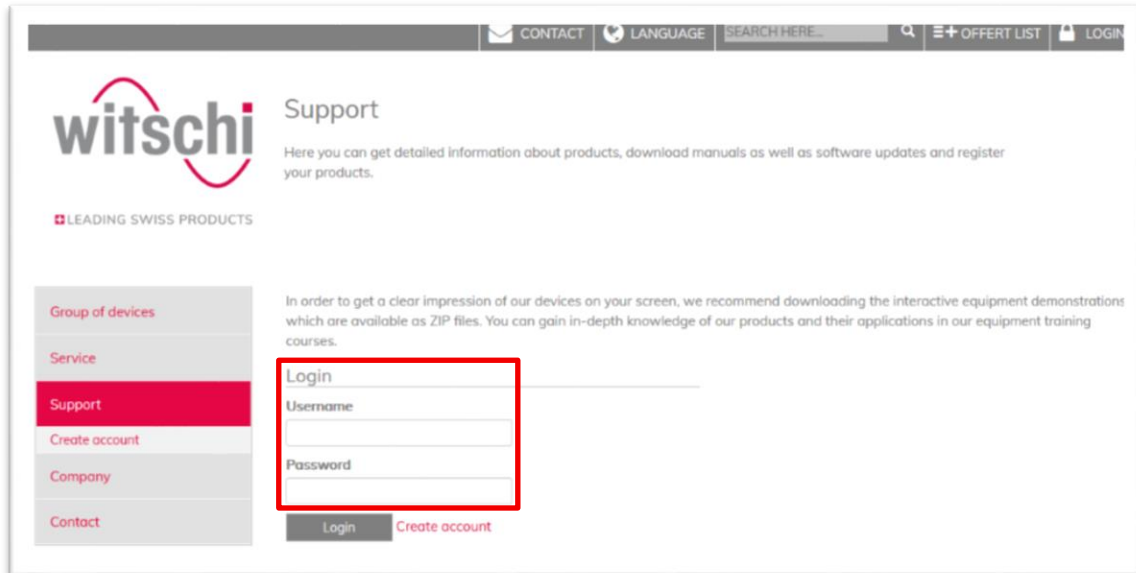 CONTACT LANGUAGE SEARCH HERE... OFFERT LIST LOGIN
witschi
LEADING SWISS PRODUCTS
Support
Here you can get detailed information about products, download manuals as well as software updates and register
your products.
Group of devices
Service
Support
Create account
Company
Contact
In order to get a clear impression of our devices on your screen, we recommend downloading the interactive equipment demonstrations
which are available as ZIP files. You can gain in-depth knowledge of our products and their applications in our equipment training
courses.
Login
Username
Password
Login Create account